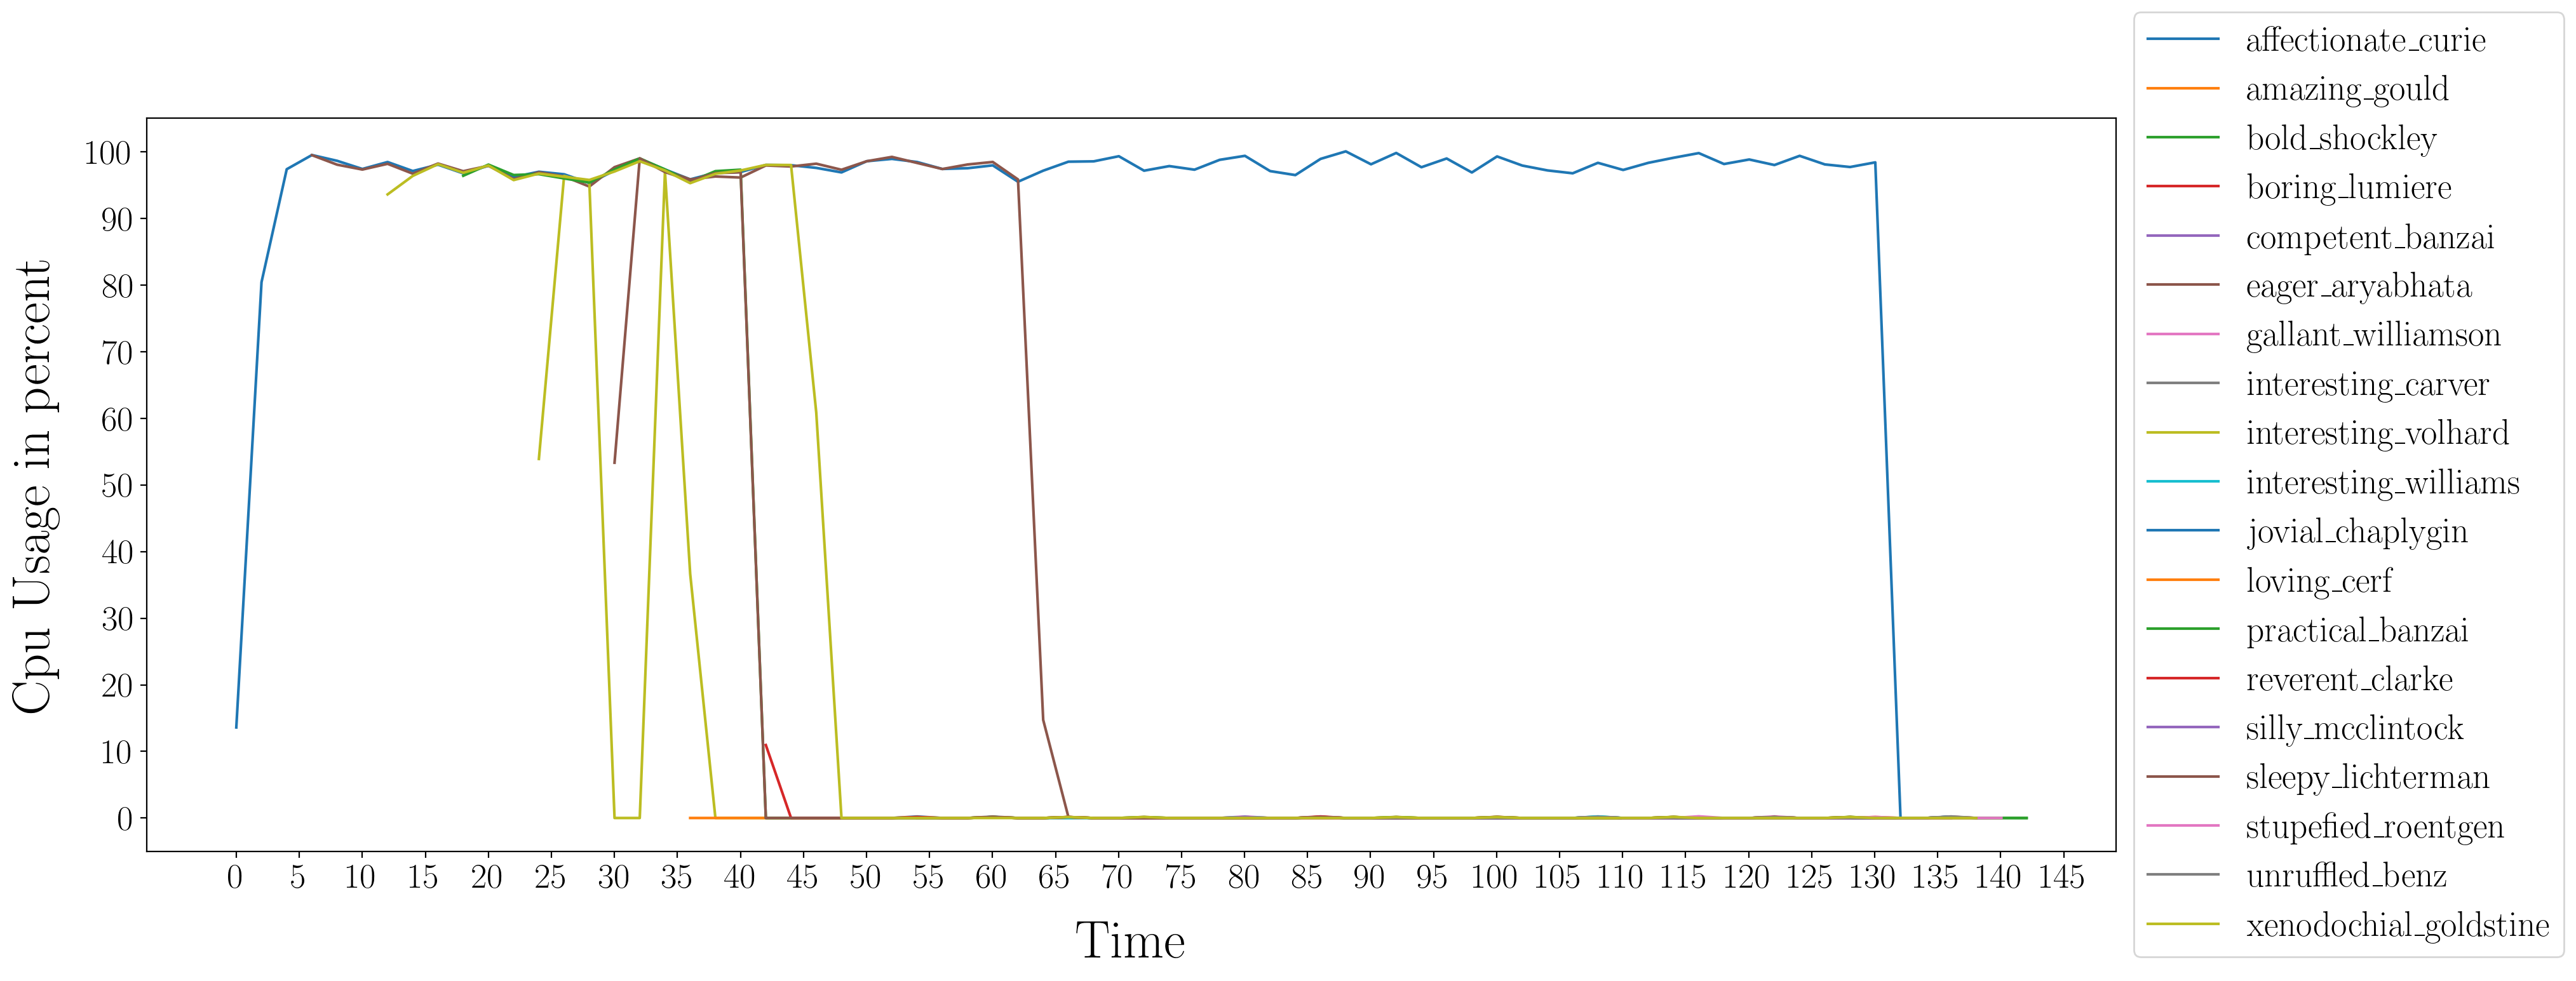 Cpu Usage in percent
100
90
80
70
60
50
40
30
20
10
0
0 5 10 15 20 25 30 35 40 45 50 55 60 65 70 75 80 85 90 95 100 105 110 115 120 125 130 135 140 145
Time
affectionate_curie
amazing_gould
bold_shockley
boring_lumiere
competent_banzai
eager_aryabhata
gallant_williamson
interesting_carver
interesting_volhard
interesting_williams
jovial_chaplygin
loving_cerf
practical_banzai
reverent_clarke
silly_mcclintock
sleepy_lichterman
stupefied_roentgen
unruffled_benz
xenodochial_goldstine